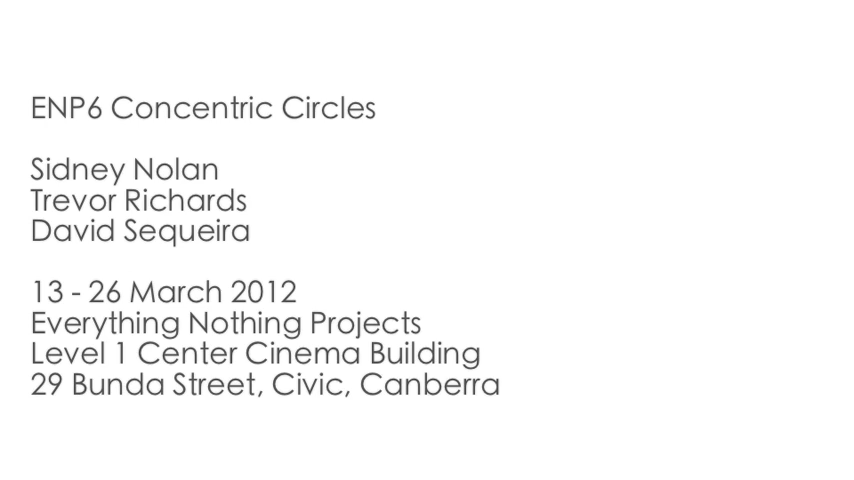 ENP6 Concentric Circles
Sidney Nolan
Trevor Richards
David Sequeira
13 - 26 March 2012
Everything Nothing Projects
Level 1 Center Cinema Building
29 Bunda Street, Civic, Canberra